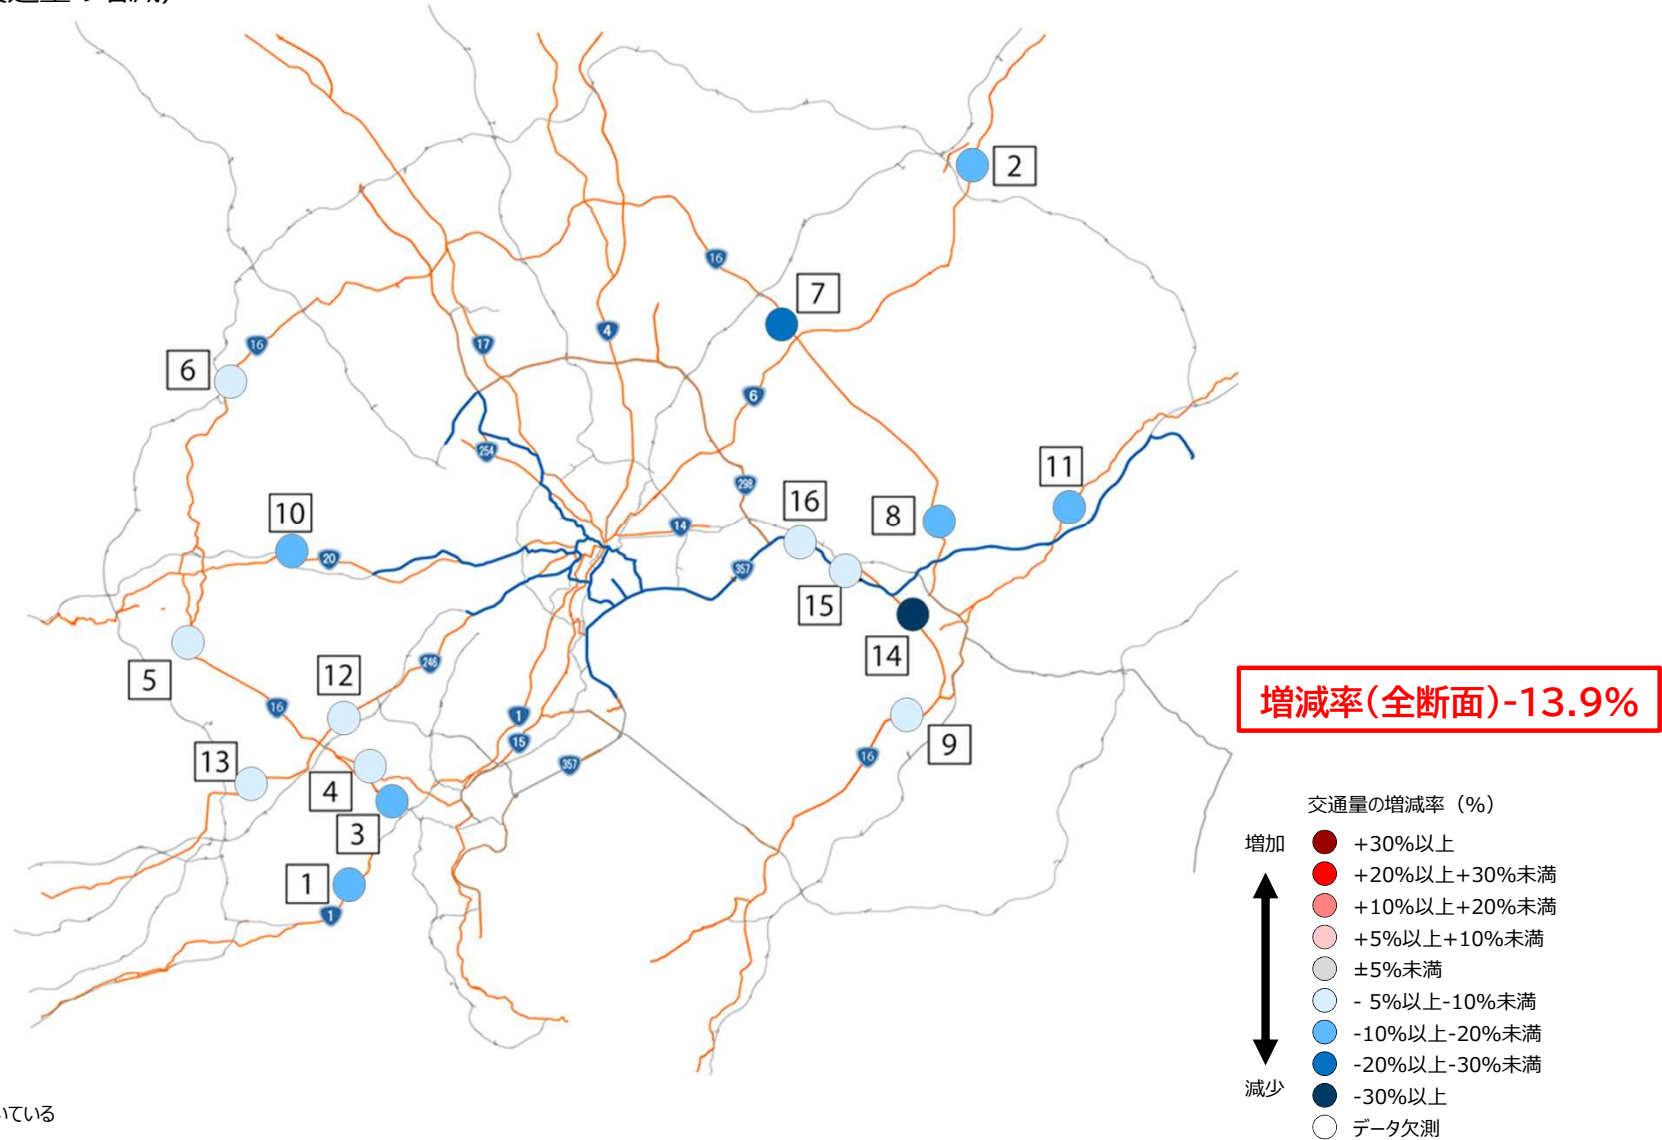 2
16
7
4
17
16
6
6
254
298
11
16
8
10
14
20
357
15
14
246
5
12
16
1
15
357
9
16
13
4
3
1
1
増減率(全断面)-13.9%
交通量の増減率(%)
増加
+30%以上
+20%以上+30%未満
+10%以上+20%未満
+5%以上+10%未満
±5%未満
- 5%以上-10%未満
-10%以上-20%未満
-20%以上-30%未満
減少
-30%以上
データ欠測
いている